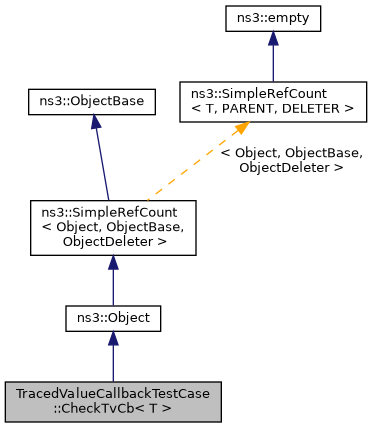 ns3::empty
ns3::ObjectBase
ns3::SimpleRefCount
< T, PARENT, DELETER >
< Object, ObjectBase,
ObjectDeleter >
ns3::SimpleRefCount
< Object, ObjectBase,
ObjectDeleter >
ns3::Object
TracedValueCallbackTestCase
::CheckTvCb< T >